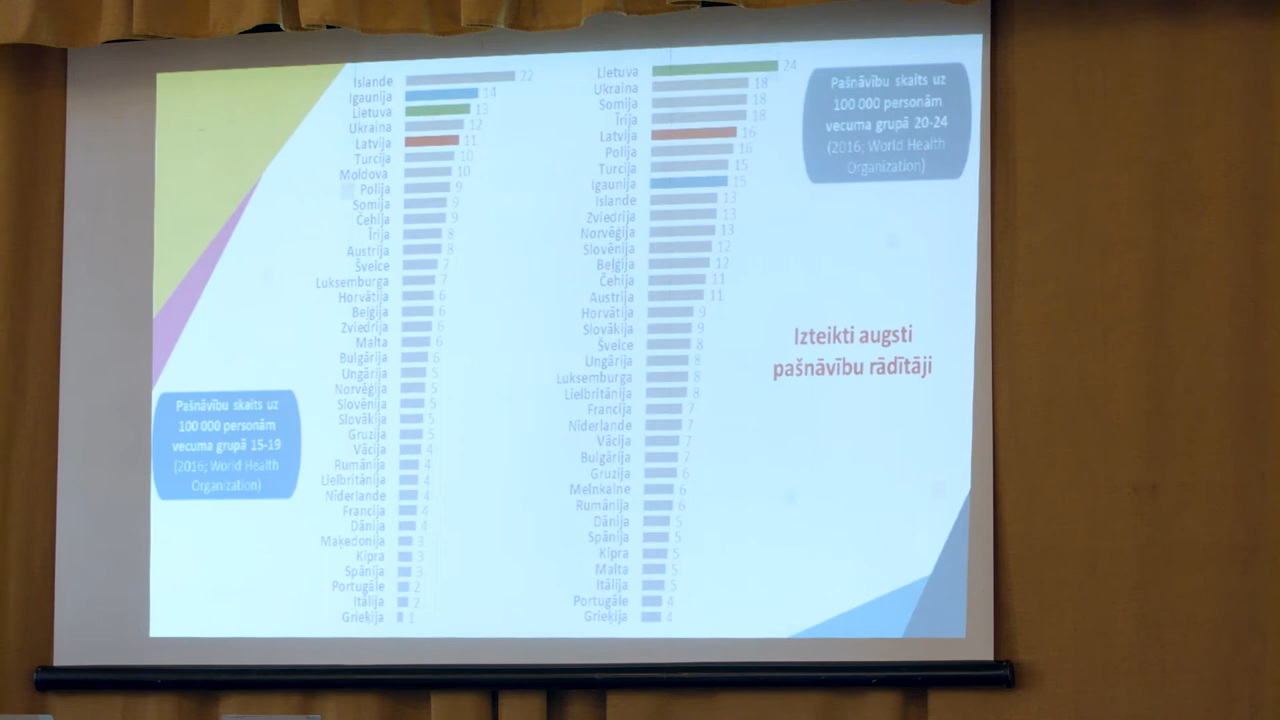 Islande 22
Igaunija 14
Lietuva 13
Ukraina 12
Latvija 11
Turcija 10
Moldova 10
Polija 9
Somija 9
Čehija 9
Īrija 8
Austrija 8
Šveice 7
Luksemburga 7
Horvātija 6
Beļģija 6
Zviedrija 6
Malta 6
Bulgārija 6
Ungārija 5
Norvēģija 5
Slovēnija 5
Slovākija 5
Gruzija 5
Vācija 4
Rumānija 4
Lielbritānija 4
Nīderlande 4
Francija 4
Dānija 4
Maķedonija 3
Kipra 3
Spānija 3
Portugāle 2
Itālija 2
Grieķija 1
Pašnāvību skaits uz
100 000 personām
vecuma grupā 15-19
(2016; World Health
Organization)
Lietuva 24
Ukraina 18
Somija 18
Īrija 18
Latvija 16
Polija 16
Turcija 15
Igaunija 15
Islande 13
Zviedrija 13
Norvēģija 13
Slovēnija 12
Beļģija 12
Čehija 11
Austrija 11
Horvātija 9
Slovākija 9
Šveice 8
Ungārija 8
Luksemburga 8
Lielbritānija 8
Francija 7
Nīderlande 7
Vācija 7
Bulgārija 7
Gruzija 6
Melnkalne 6
Rumānija 6
Dānija 5
Spānija 5
Kipra 5
Malta 5
Itālija 5
Portugāle 4
Grieķija 4
Pašnāvību skaits uz
100 000 personām
vecuma grupā 20-24
(2016; World Health
Organization)
Izteikti augsti
pašnāvību rādītāji